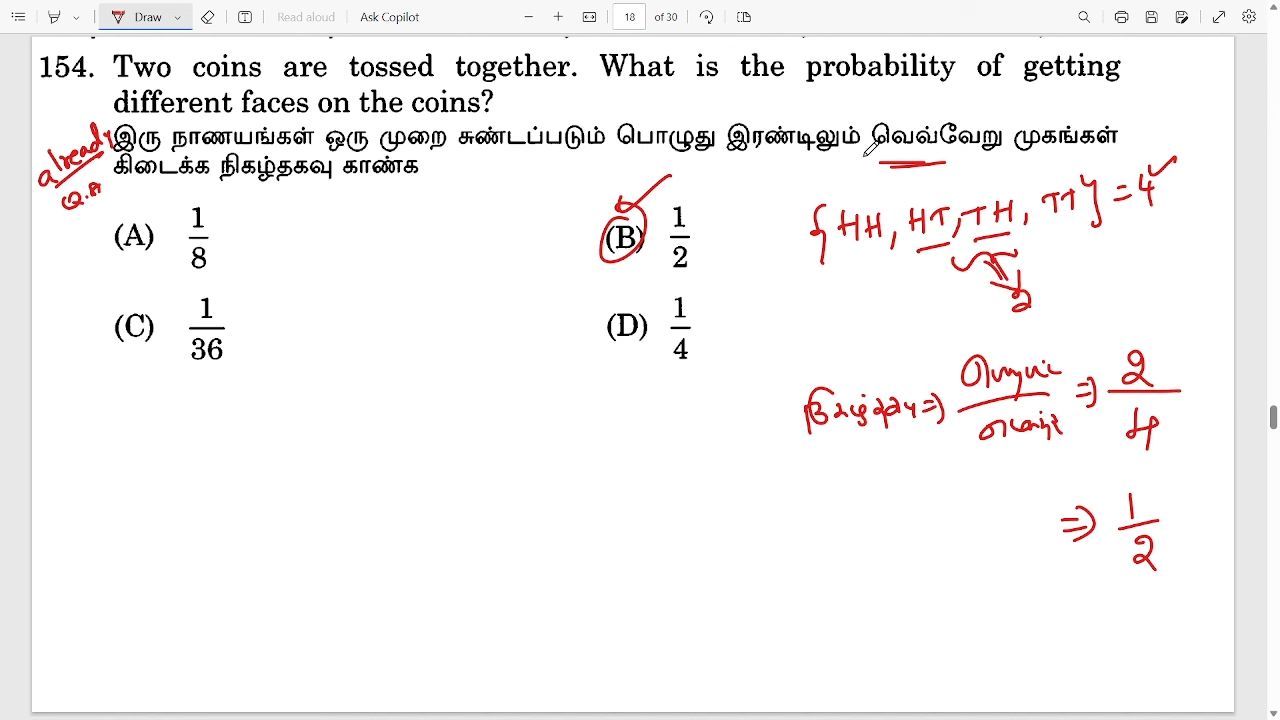 Draw
Read aloud
Ask Copilot
18 of 30
154. Two coins are tossed together. What is the probability of getting
different faces on the coins?
இரு நாணயங்கள் ஒரு முறை சுண்டப்படும் பொழுது இரண்டிலும் வெவ்வேறு முகங்கள்
கிடைக்க நிகழ்தகவு காண்க
already
Q.P
(A) 1/8
(B) 1/2
(C) 1/36
(D) 1/4
{ HH, HT, TH, TT } = 4
2
⇒ 2/4
⇒ 1/2